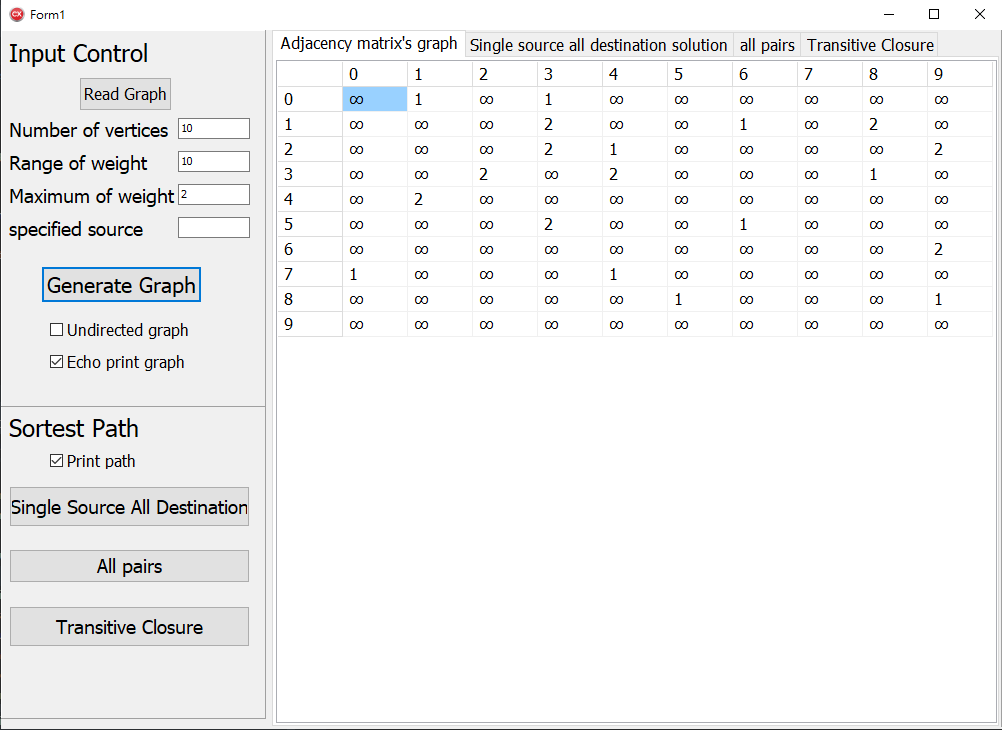 Form1
Input Control
Read Graph
Number of vertices 10
Range of weight 10
Maximum of weight 2
specified source
Generate Graph
Undirected graph
Echo print graph
Sortest Path
Print path
Single Source All Destination
All pairs
Transitive Closure
Adjacency matrix's graph Single source all destination solution all pairs Transitive Closure
0 1 2 3 4 5 6 7 8 9
0 ∞ 1 ∞ 1 ∞ ∞ ∞ ∞ ∞ ∞
1 ∞ ∞ ∞ 2 ∞ ∞ 1 ∞ 2 ∞
2 ∞ ∞ ∞ 2 1 ∞ ∞ ∞ ∞ 2
3 ∞ ∞ 2 ∞ 2 ∞ ∞ ∞ 1 ∞
4 ∞ 2 ∞ ∞ ∞ ∞ ∞ ∞ ∞ ∞
5 ∞ ∞ ∞ 2 ∞ ∞ 1 ∞ ∞ ∞
6 ∞ ∞ ∞ ∞ ∞ ∞ ∞ ∞ ∞ 2
7 1 ∞ ∞ ∞ 1 ∞ ∞ ∞ ∞ ∞
8 ∞ ∞ ∞ ∞ ∞ 1 ∞ ∞ ∞ 1
9 ∞ ∞ ∞ ∞ ∞ ∞ ∞ ∞ ∞ ∞